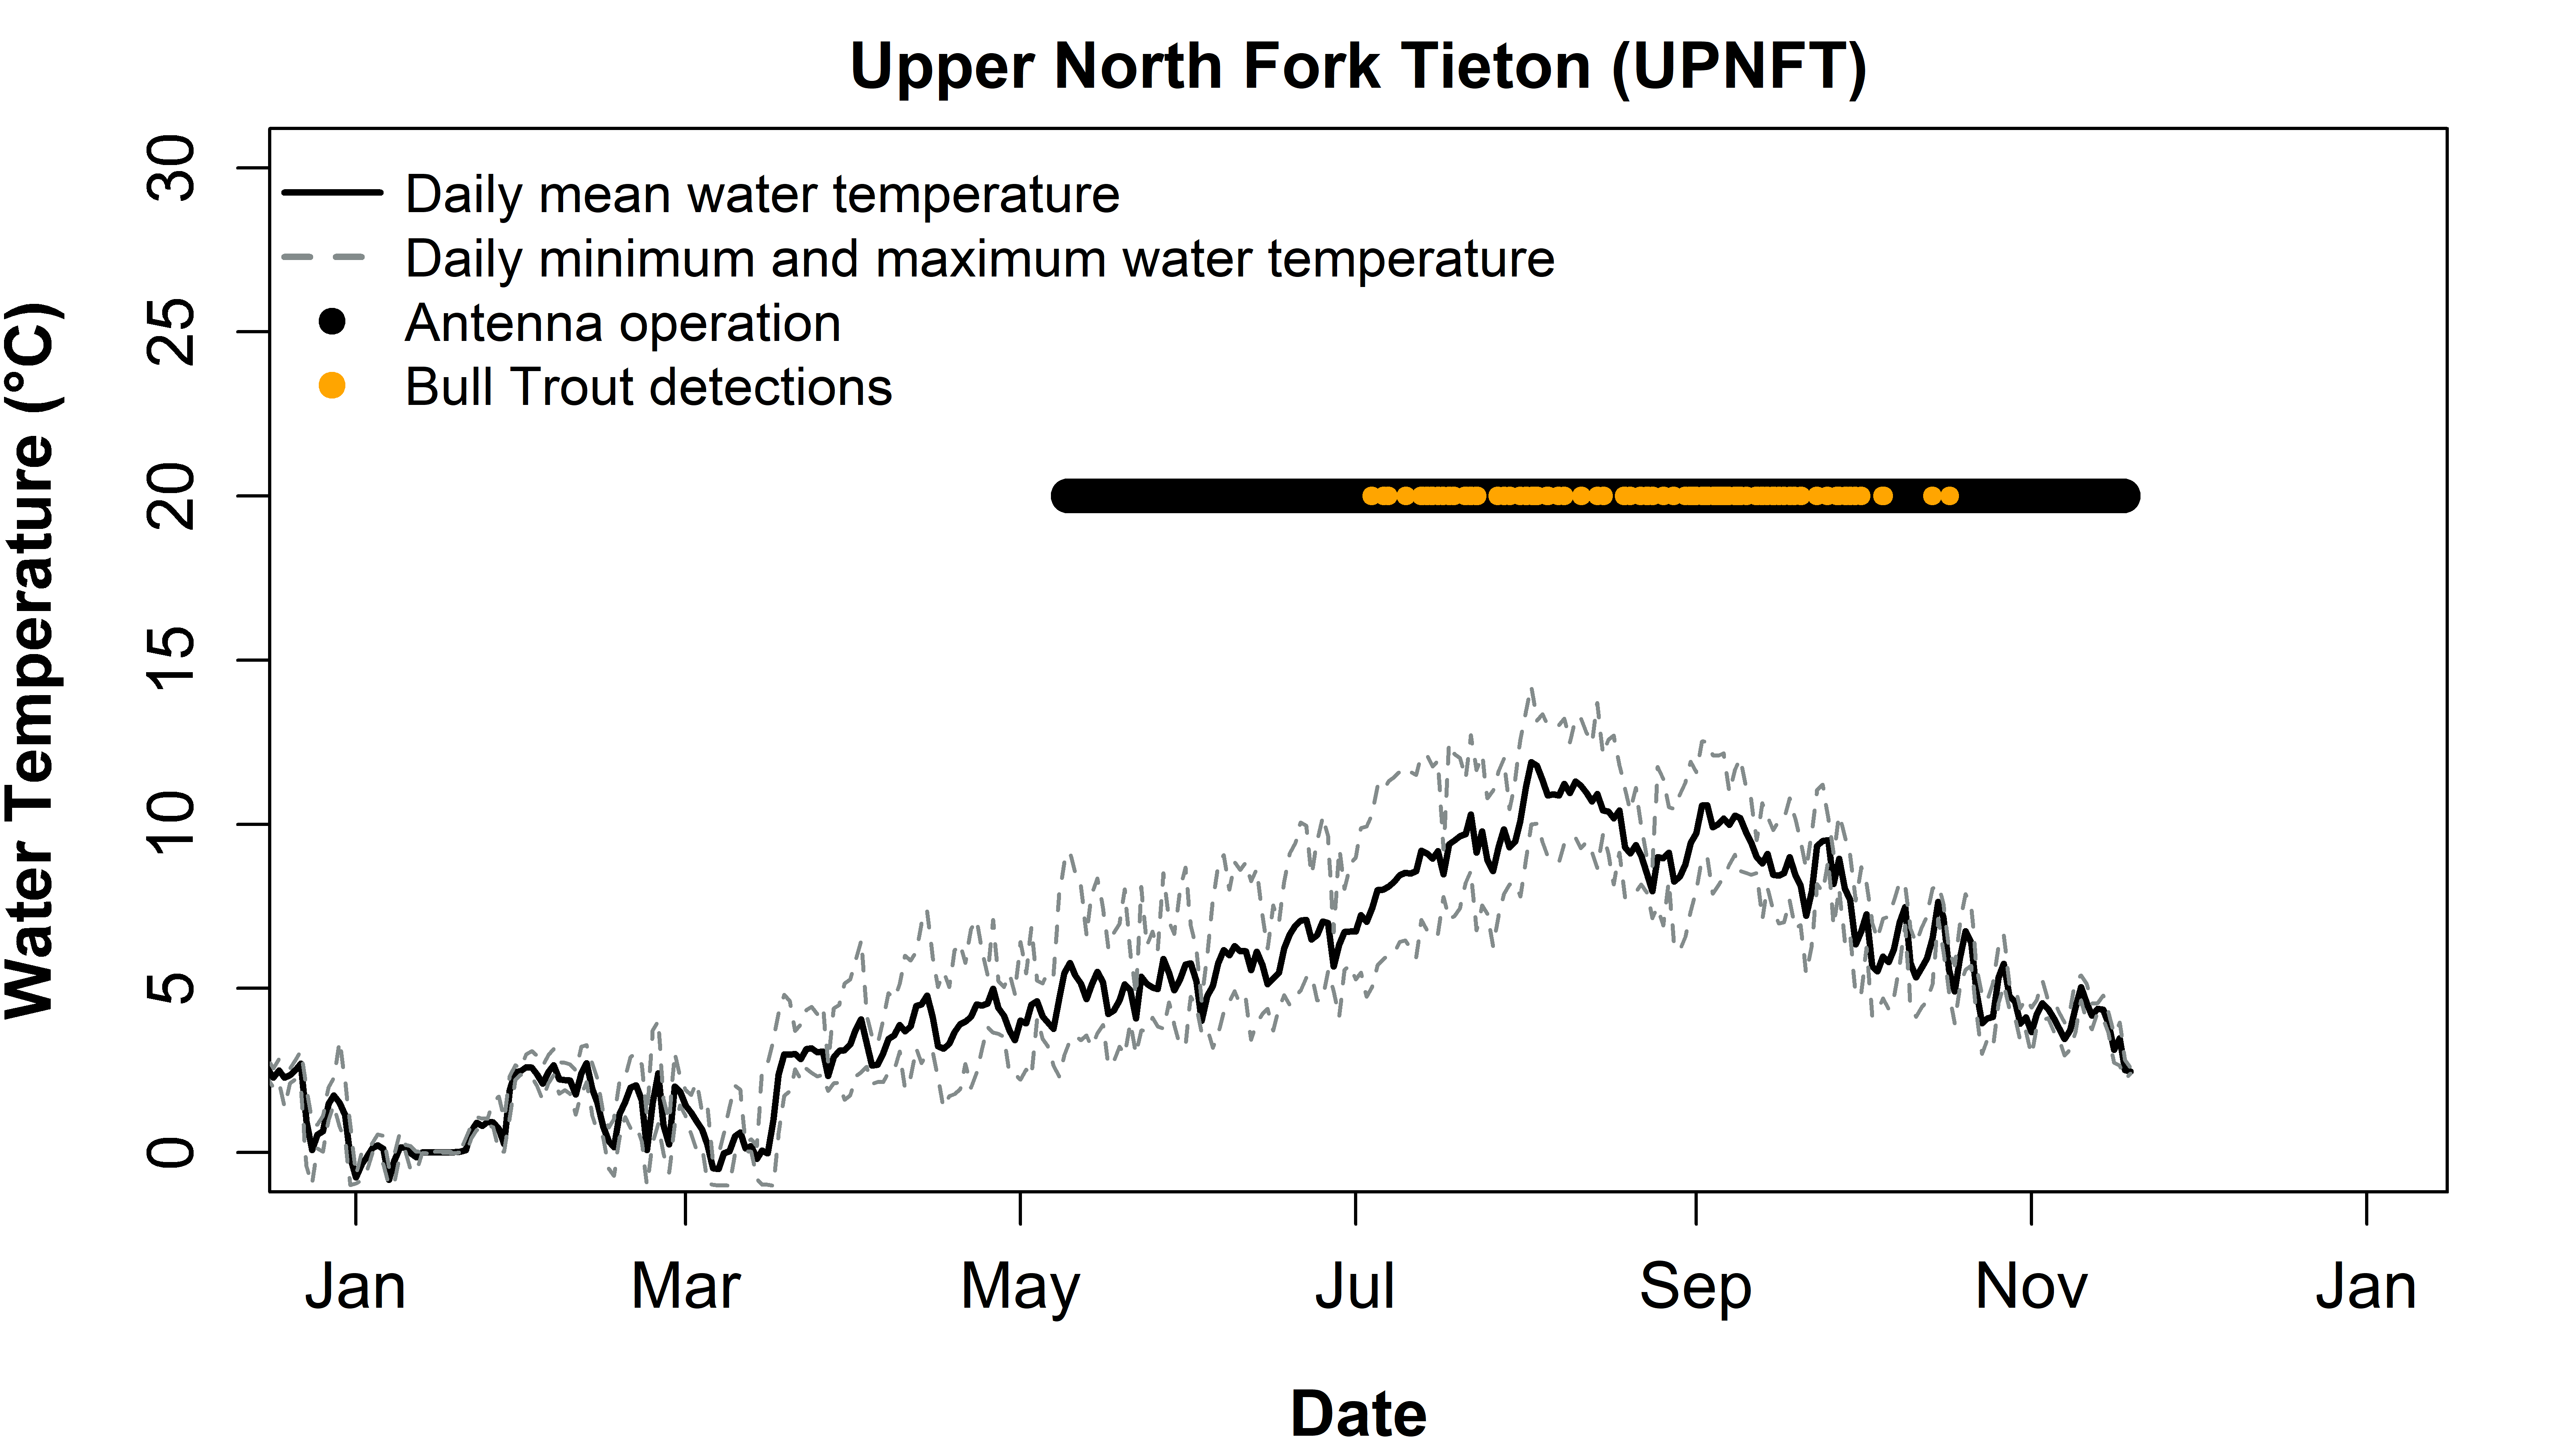 Upper North Fork Tieton (UPNFT)
Daily mean water temperature
Daily minimum and maximum water temperature
Antenna operation
Bull Trout detections
Water Temperature (°C)
30
25
20
15
10
5
0
Jan Mar May Jul Sep Nov Jan
Date